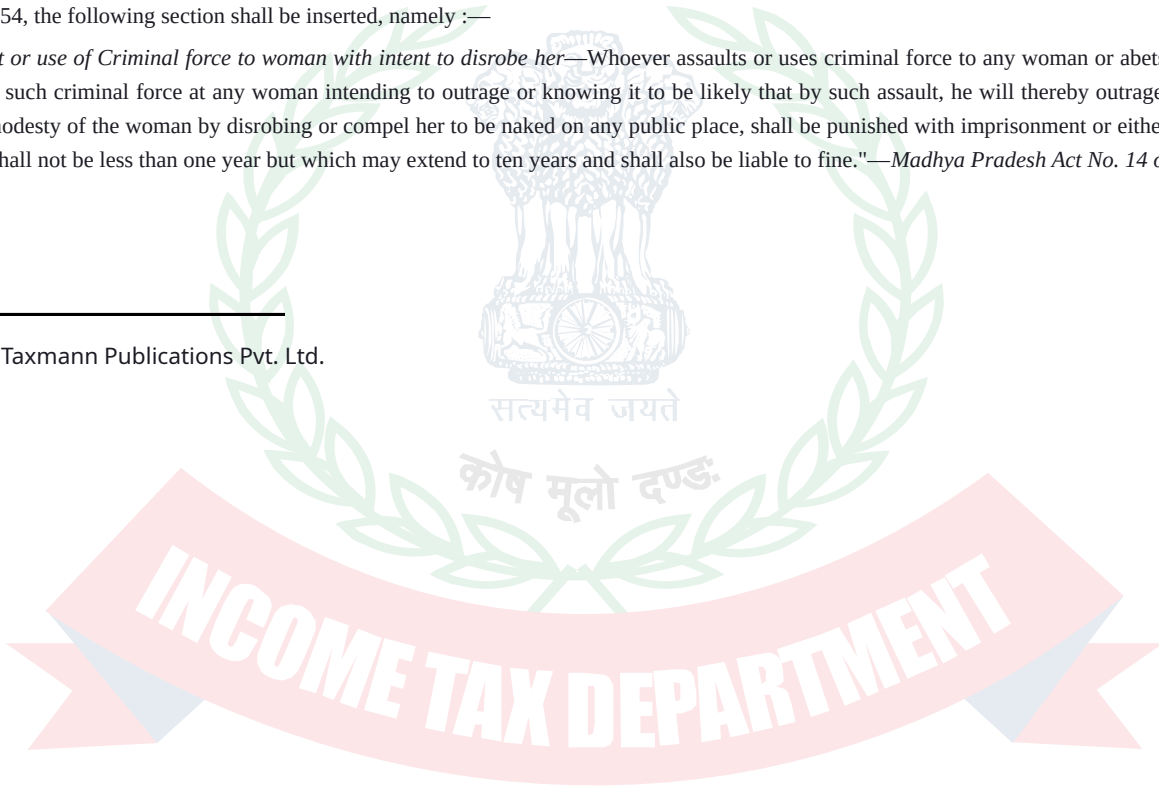 54, the following section shall be inserted, namely :—
t or use of Criminal force to woman with intent to disrobe her—Whoever assaults or uses criminal force to any woman or abets
such criminal force at any woman intending to outrage or knowing it to be likely that by such assault, he will thereby outrage
modesty of the woman by disrobing or compel her to be naked on any public place, shall be punished with imprisonment or eithe
hall not be less than one year but which may extend to ten years and shall also be liable to fine."—Madhya Pradesh Act No. 14 o
Taxmann Publications Pvt. Ltd.
सत्यमेव जयते
कोष मूलो दण्डः
INCOME TAX DEPARTMENT